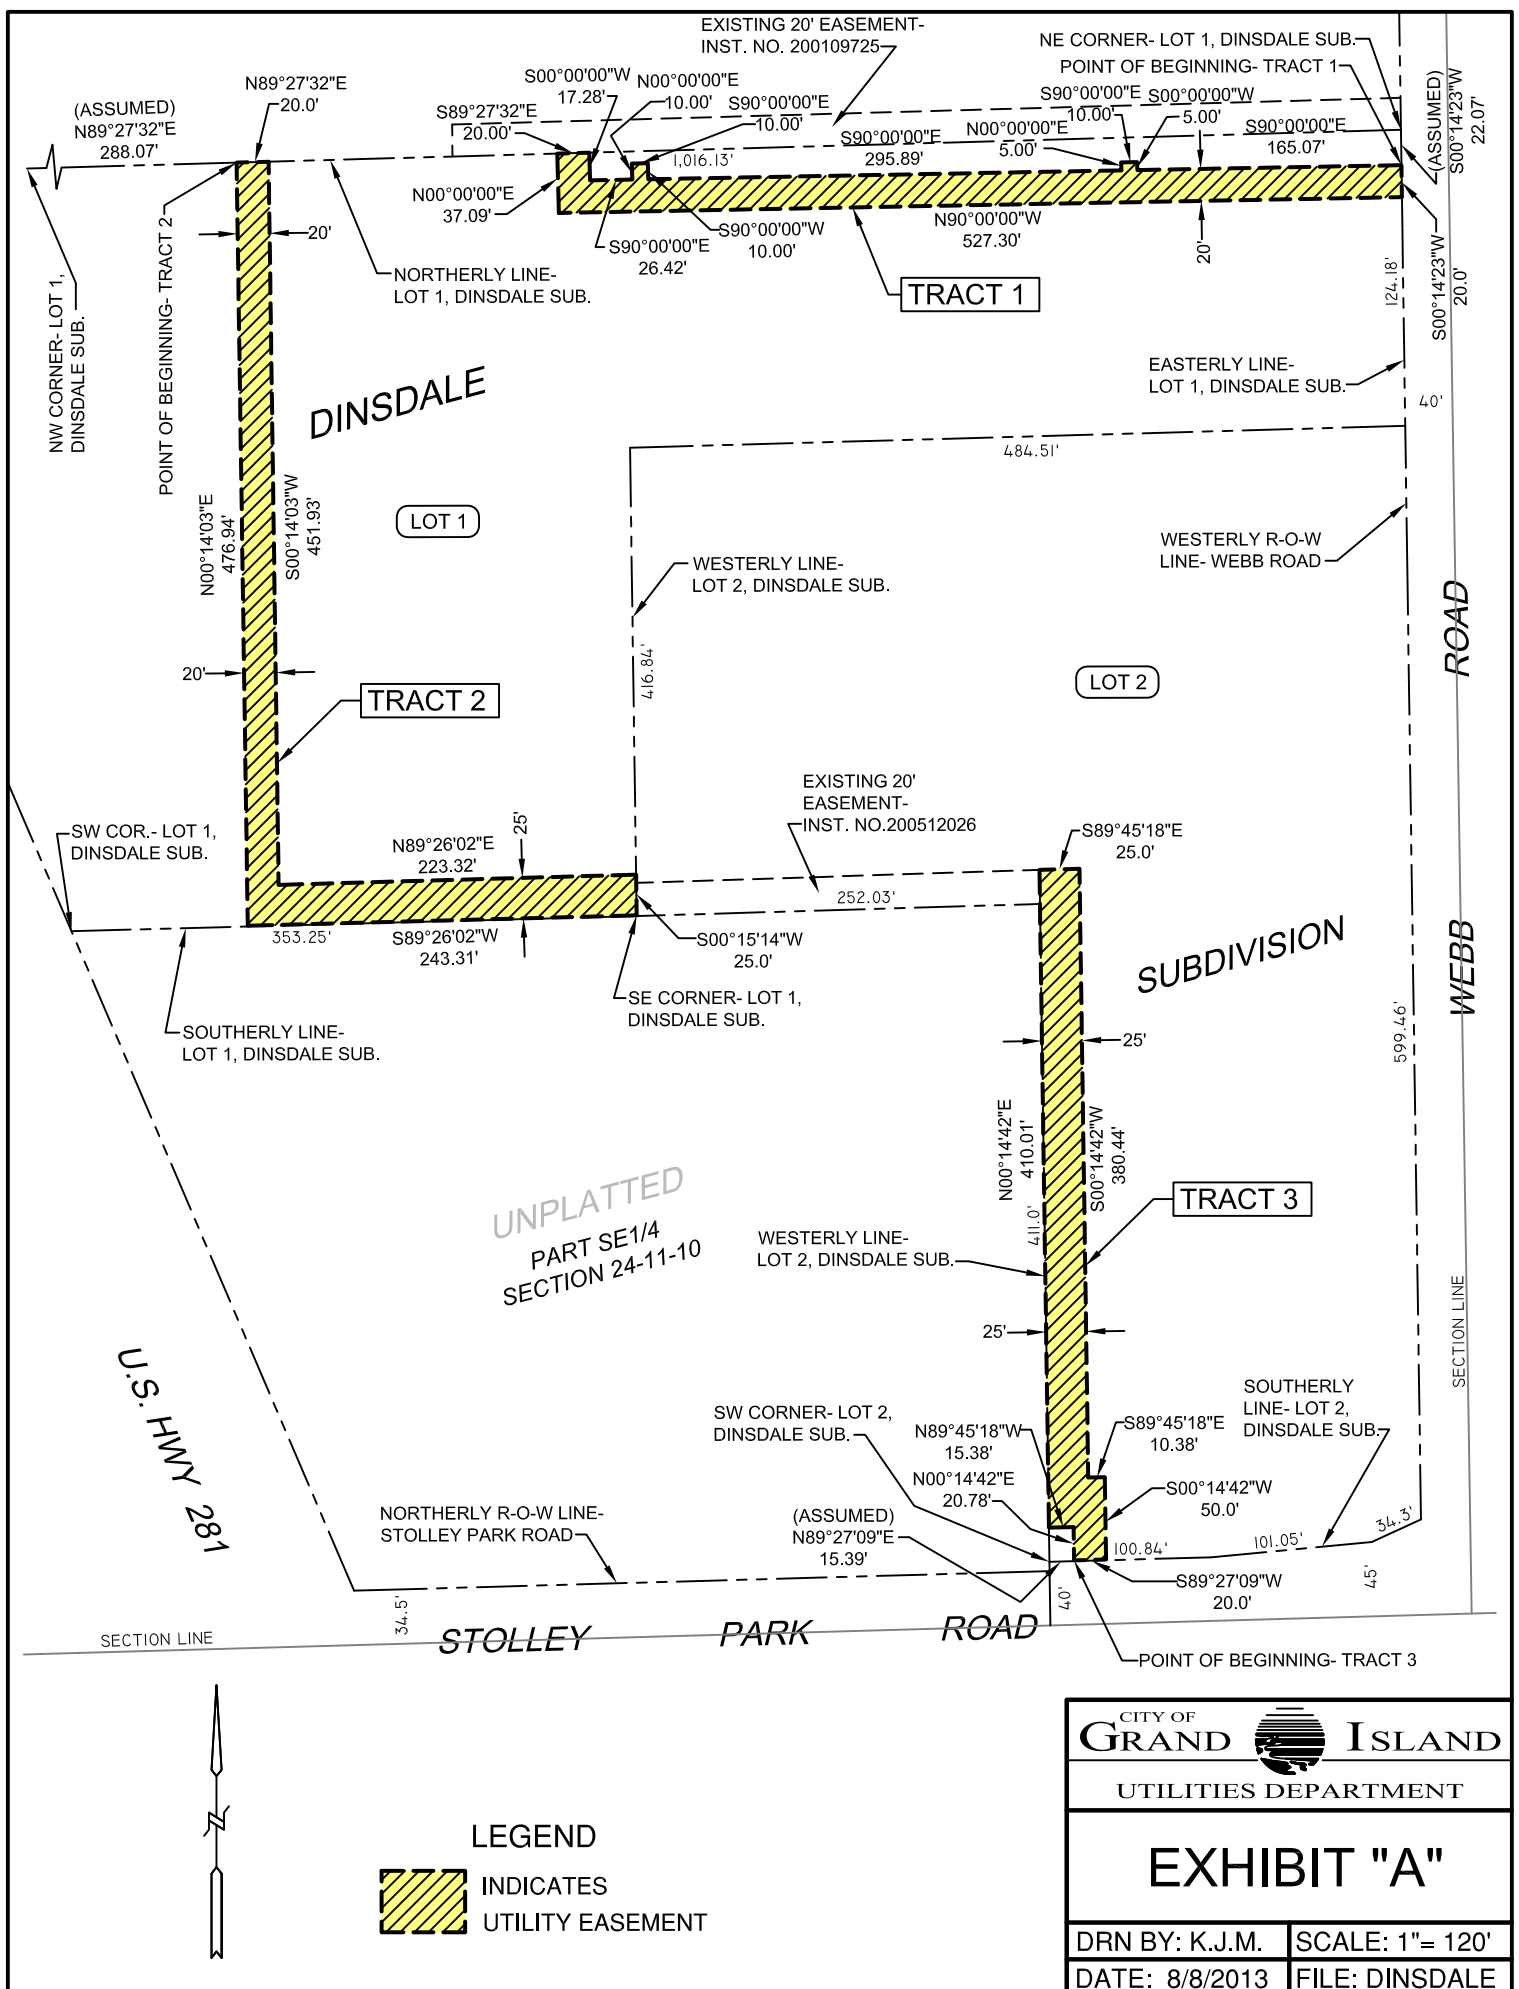 EXISTING 20' EASEMENT-
INST. NO. 200109725
NE CORNER- LOT 1, DINSDALE SUB.
POINT OF BEGINNING- TRACT 1
(ASSUMED)
N89°27'32"E
288.07'
N89°27'32"E
20.0'
S89°27'32"E
20.00'
S00°00'00"W
17.28'
N00°00'00"E
10.00'
S90°00'00"E
10.00'
1,016.13'
S90°00'00"E
295.89'
N00°00'00"E
5.00'
S90°00'00"E
10.00'
S00°00'00"W
5.00'
S90°00'00"E
165.07'
(ASSUMED)
S00°14'23"W
22.07'
N00°00'00"E
37.09'
S90°00'00"E
26.42'
S90°00'00"W
10.00'
N90°00'00"W
527.30'
20'
S00°14'23"W
20.0'
124.18'
TRACT 1
20'
NORTHERLY LINE-
LOT 1, DINSDALE SUB.
NW CORNER- LOT 1,
DINSDALE SUB.
POINT OF BEGINNING- TRACT 2
EASTERLY LINE-
LOT 1, DINSDALE SUB.
40'
DINSDALE
484.51'
N00°14'03"E
476.94'
S00°14'03"W
451.93'
LOT 1
WESTERLY LINE-
LOT 2, DINSDALE SUB.
WESTERLY R-O-W
LINE- WEBB ROAD
416.84'
LOT 2
ROAD
20'
TRACT 2
EXISTING 20'
EASEMENT-
INST. NO.200512026
SW COR.- LOT 1,
DINSDALE SUB.
N89°26'02"E
223.32'
25'
S89°45'18"E
25.0'
252.03'
353.25'
S89°26'02"W
243.31'
S00°15'14"W
25.0'
SUBDIVISION
WEBB
SE CORNER- LOT 1,
DINSDALE SUB.
SOUTHERLY LINE-
LOT 1, DINSDALE SUB.
25'
599.46'
N00°14'42"E
410.01'
S00°14'42"W
380.44'
UNPLATTED
PART SE1/4
SECTION 24-11-10
TRACT 3
411.0'
WESTERLY LINE-
LOT 2, DINSDALE SUB.
25'
SECTION LINE
U.S. HWY 281
SW CORNER- LOT 2,
DINSDALE SUB.
N89°45'18"W
15.38'
S89°45'18"E
10.38'
SOUTHERLY
LINE- LOT 2,
DINSDALE SUB.
N00°14'42"E
20.78'
S00°14'42"W
50.0'
NORTHERLY R-O-W LINE-
STOLLEY PARK ROAD
(ASSUMED)
N89°27'09"E
15.39'
100.84'
101.05'
34.3'
S89°27'09"W
20.0'
45'
40'
34.5'
SECTION LINE
STOLLEY PARK ROAD
POINT OF BEGINNING- TRACT 3
CITY OF
GRAND ISLAND
UTILITIES DEPARTMENT
LEGEND
INDICATES
UTILITY EASEMENT
EXHIBIT "A"
DRN BY: K.J.M.
SCALE: 1"= 120'
DATE: 8/8/2013
FILE: DINSDALE